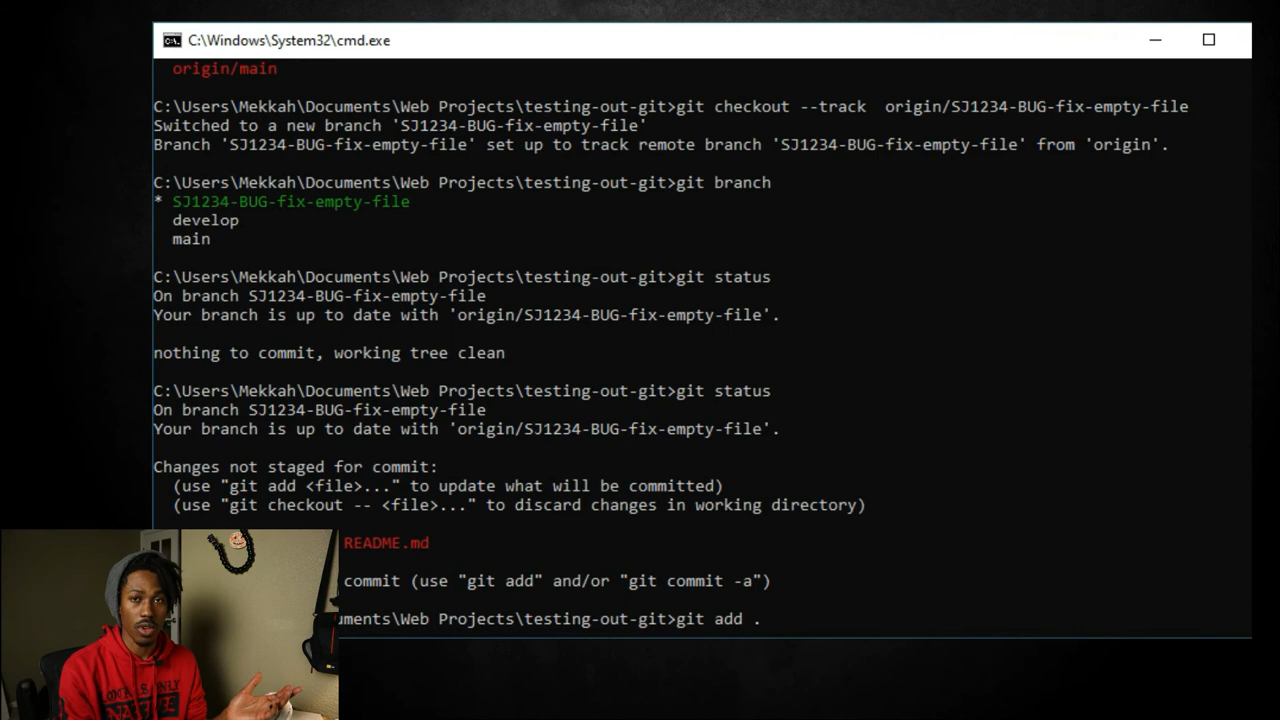 C:\Windows\System32\cmd.exe
origin/main
C:\Users\Mekkah\Documents\Web Projects\testing-out-git>git checkout --track  origin/SJ1234-BUG-fix-empty-file
Switched to a new branch 'SJ1234-BUG-fix-empty-file'
Branch 'SJ1234-BUG-fix-empty-file' set up to track remote branch 'SJ1234-BUG-fix-empty-file' from 'origin'.
C:\Users\Mekkah\Documents\Web Projects\testing-out-git>git branch
* SJ1234-BUG-fix-empty-file
develop
main
C:\Users\Mekkah\Documents\Web Projects\testing-out-git>git status
On branch SJ1234-BUG-fix-empty-file
Your branch is up to date with 'origin/SJ1234-BUG-fix-empty-file'.
nothing to commit, working tree clean
C:\Users\Mekkah\Documents\Web Projects\testing-out-git>git status
On branch SJ1234-BUG-fix-empty-file
Your branch is up to date with 'origin/SJ1234-BUG-fix-empty-file'.
Changes not staged for commit:
(use "git add <file>..." to update what will be committed)
(use "git checkout -- <file>..." to discard changes in working directory)
README.md
commit (use "git add" and/or "git commit -a")
uments\Web Projects\testing-out-git>git add .
LOCALS ONLY
NATIVE